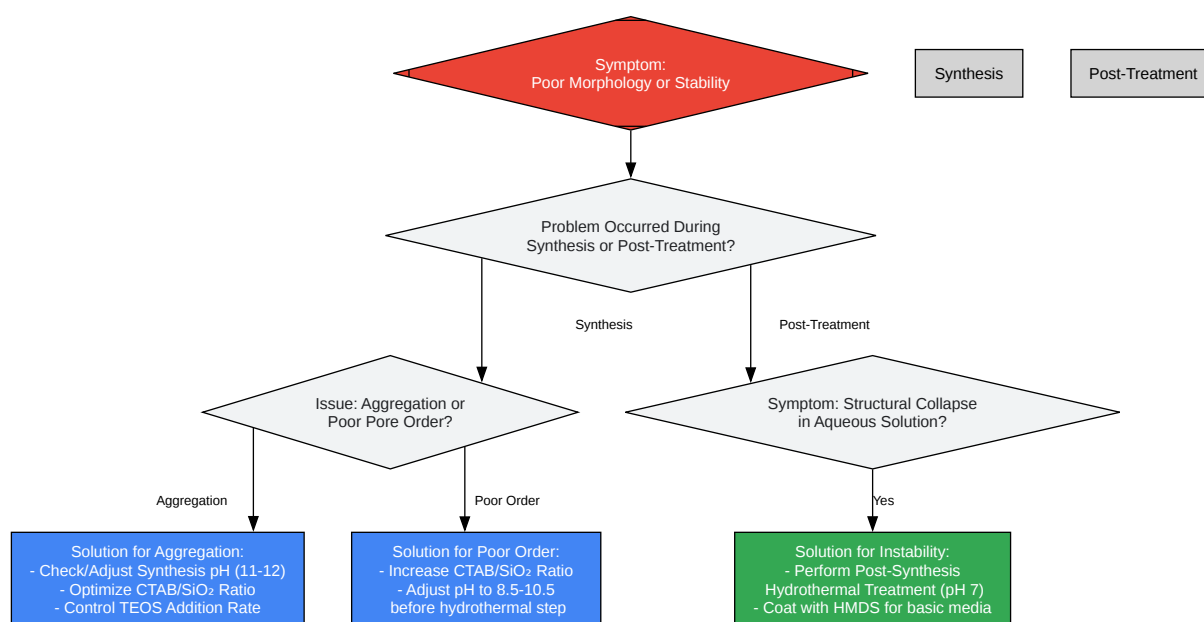 Symptom:
Poor Morphology or Stability
Synthesis
Post-Treatment
Problem Occurred During
Synthesis or Post-Treatment?
Synthesis
Post-Treatment
Issue: Aggregation or
Poor Pore Order?
Symptom: Structural Collapse
in Aqueous Solution?
Aggregation
Poor Order
Yes
Solution for Aggregation:
- Check/Adjust Synthesis pH (11-12)
- Optimize CTAB/SiO₂ Ratio
- Control TEOS Addition Rate
Solution for Poor Order:
- Increase CTAB/SiO₂ Ratio
- Adjust pH to 8.5-10.5
before hydrothermal step
Solution for Instability:
- Perform Post-Synthesis
Hydrothermal Treatment (pH 7)
- Coat with HMDS for basic media